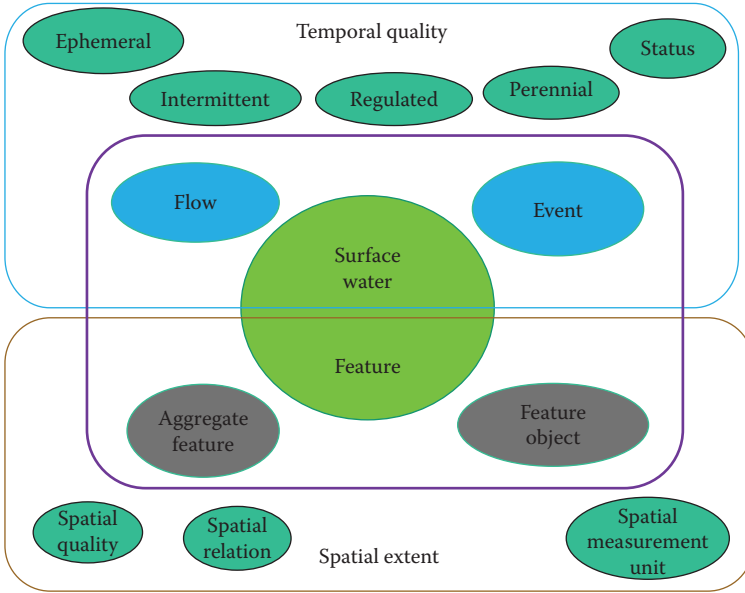 Ephemeral
Temporal quality
Status
Intermittent
Regulated
Perennial
Flow
Event
Surface
water
Feature
Aggregate
feature
Feature
object
Spatial
quality
Spatial
relation
Spatial extent
Spatial
measurement
unit